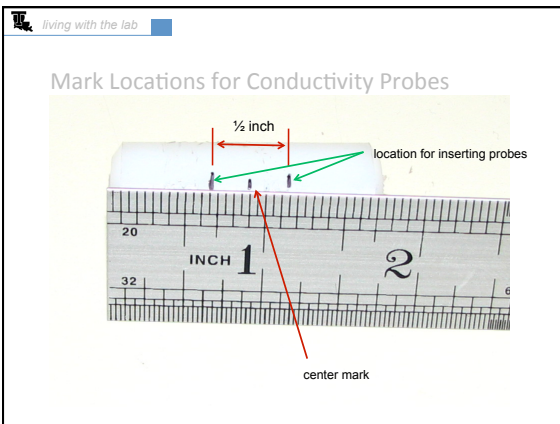 living with the lab
Mark Locations for Conductivity Probes
½ inch
location for inserting probes
20
INCH 1 2
32
6
center mark